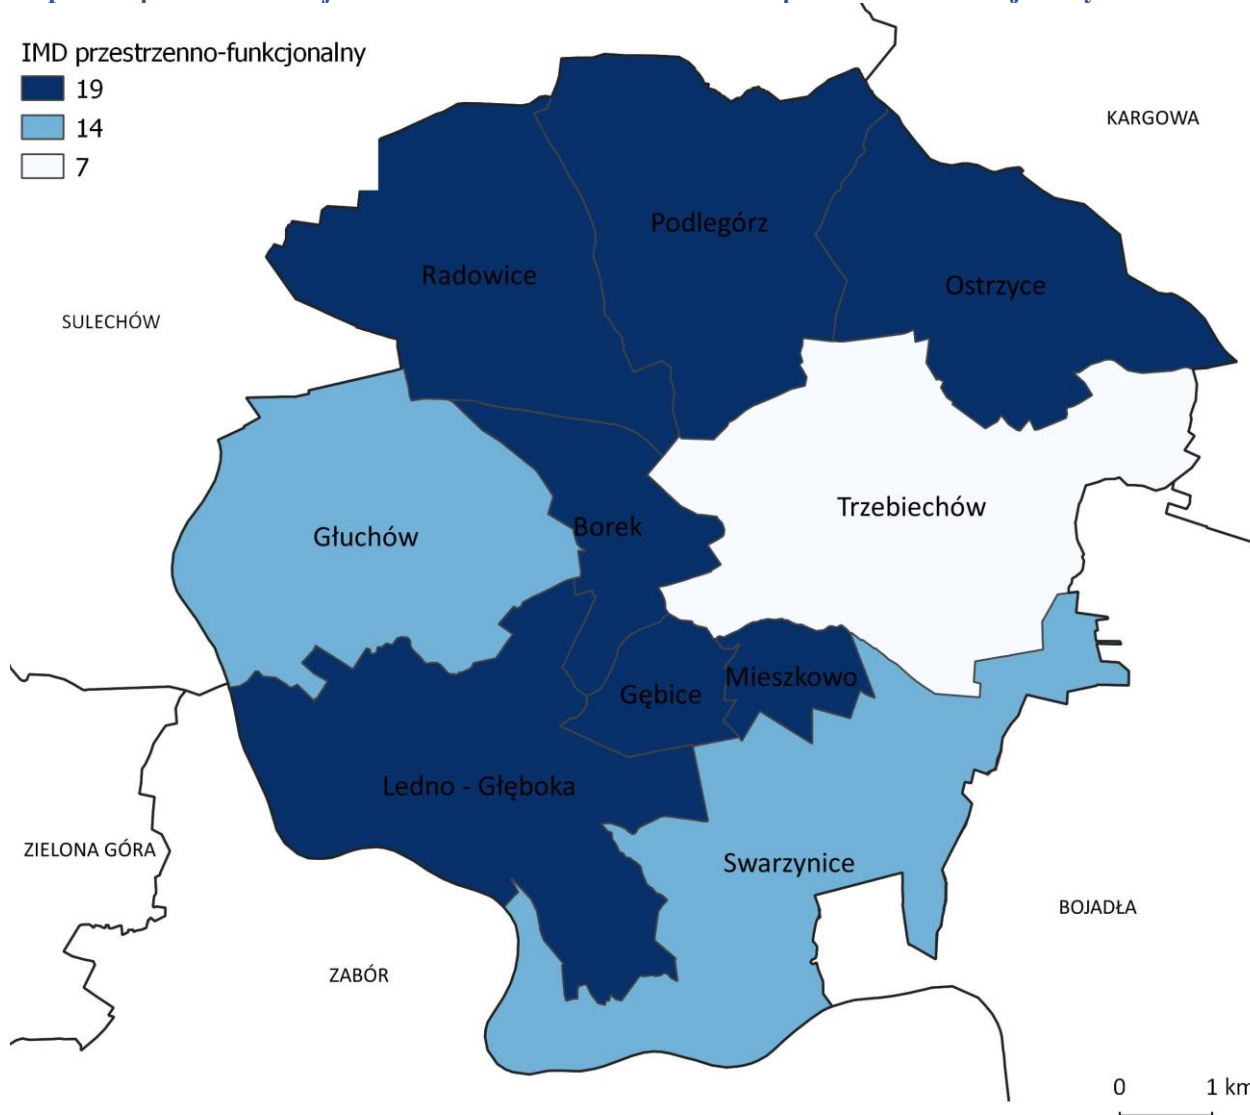 IMD przestrzenno-funkcjonalny
19
14
7
KARGOWA
Podlegórz
Radowice
Ostrzyce
SULECHÓW
Trzebiechów
Borek
Głuchów
Mieszkowo
Gębice
Ledno - Głęboka
ZIELONA GÓRA
Swarzynice
BOJADŁA
ZABÓR
0 1 km